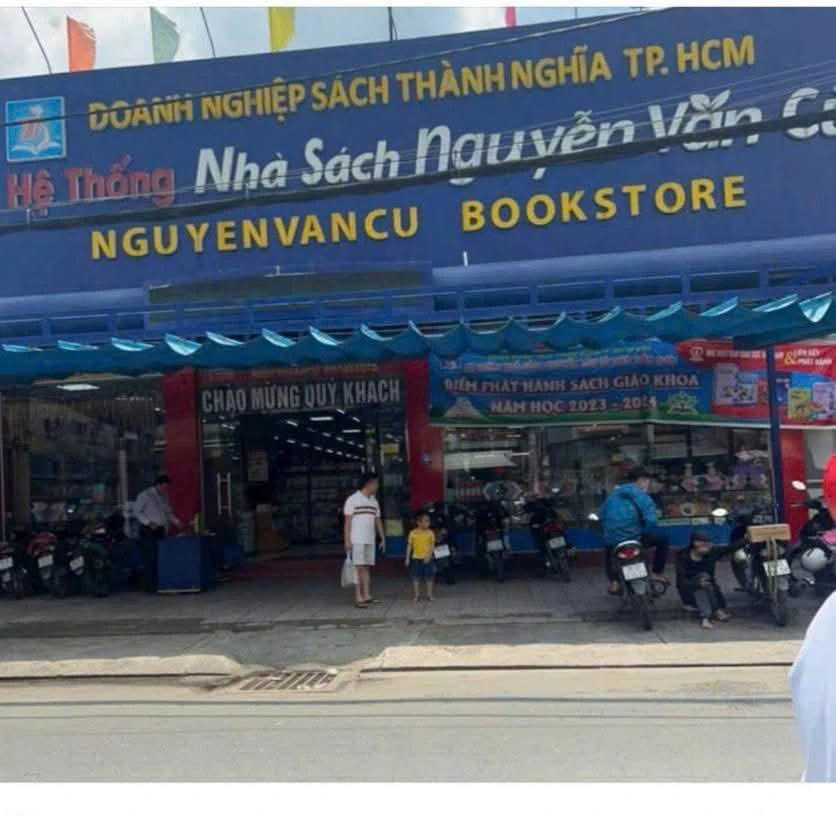 DOANH NGHIỆP SÁCH THÀNH NGHĨA TP. HCM
Hệ Thống Nhà Sách Nguyễn Văn Cừ
NGUYENVANCU BOOKSTORE
CHÀO MỪNG QUÝ KHÁCH
ĐIỂM PHÁT HÀNH SÁCH GIÁO KHOA
NĂM HỌC 2023 - 2024